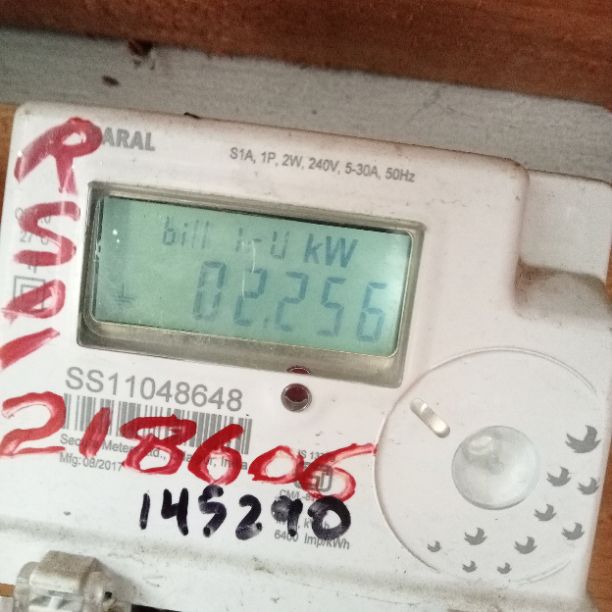 ARAL
S1A, 1P, 2W, 240V, 5-30A, 50Hz
bill 1-U kW
02.256
SS11048648
218606
Mfg:08/2017
145290
6400 Imp/kWh